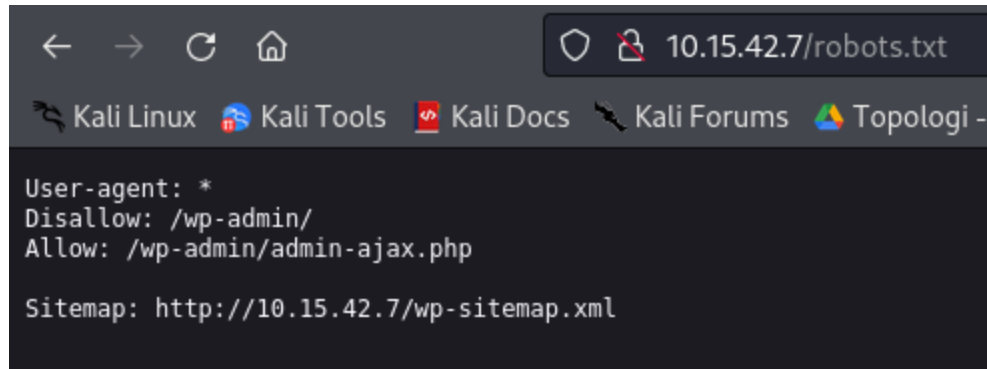 10.15.42.7/robots.txt
Kali Linux Kali Tools Kali Docs Kali Forums Topologi -
User-agent: *
Disallow: /wp-admin/
Allow: /wp-admin/admin-ajax.php
Sitemap: http://10.15.42.7/wp-sitemap.xml